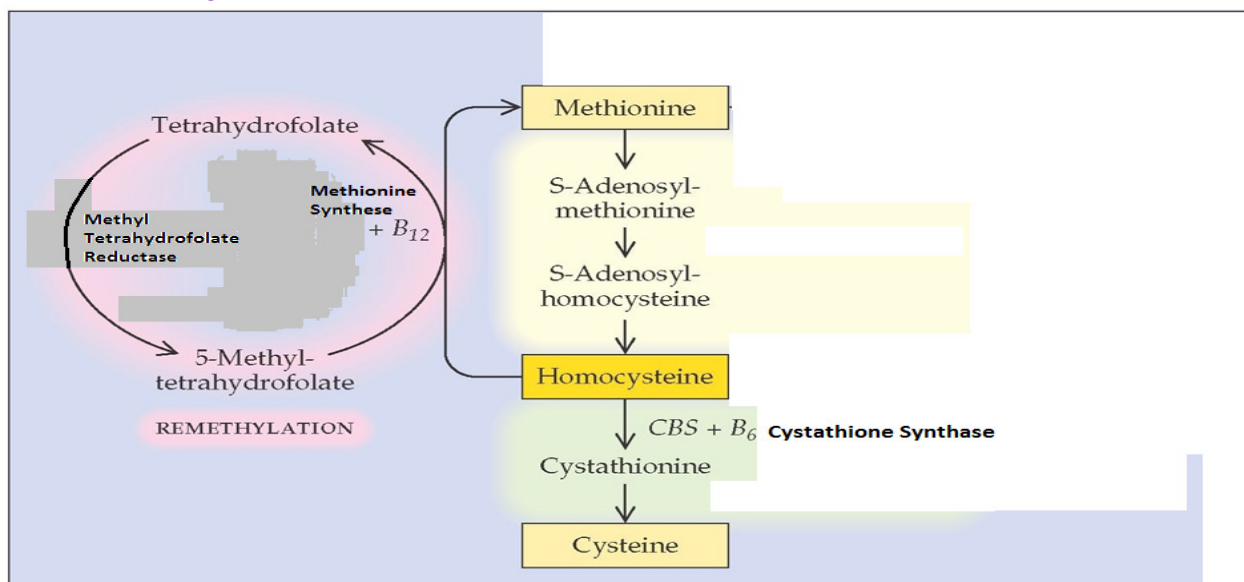 Methionine
Tetrahydrofolate
S-Adenosyl-
methionine
Methionine
Synthese
+ B12
Methyl
Tetrahydrofolate
Reductase
S-Adenosyl-
homocysteine
5-Methyl-
tetrahydrofolate
Homocysteine
REMETHYLATION
CBS + B6 Cystathione Synthase
Cystathionine
Cysteine